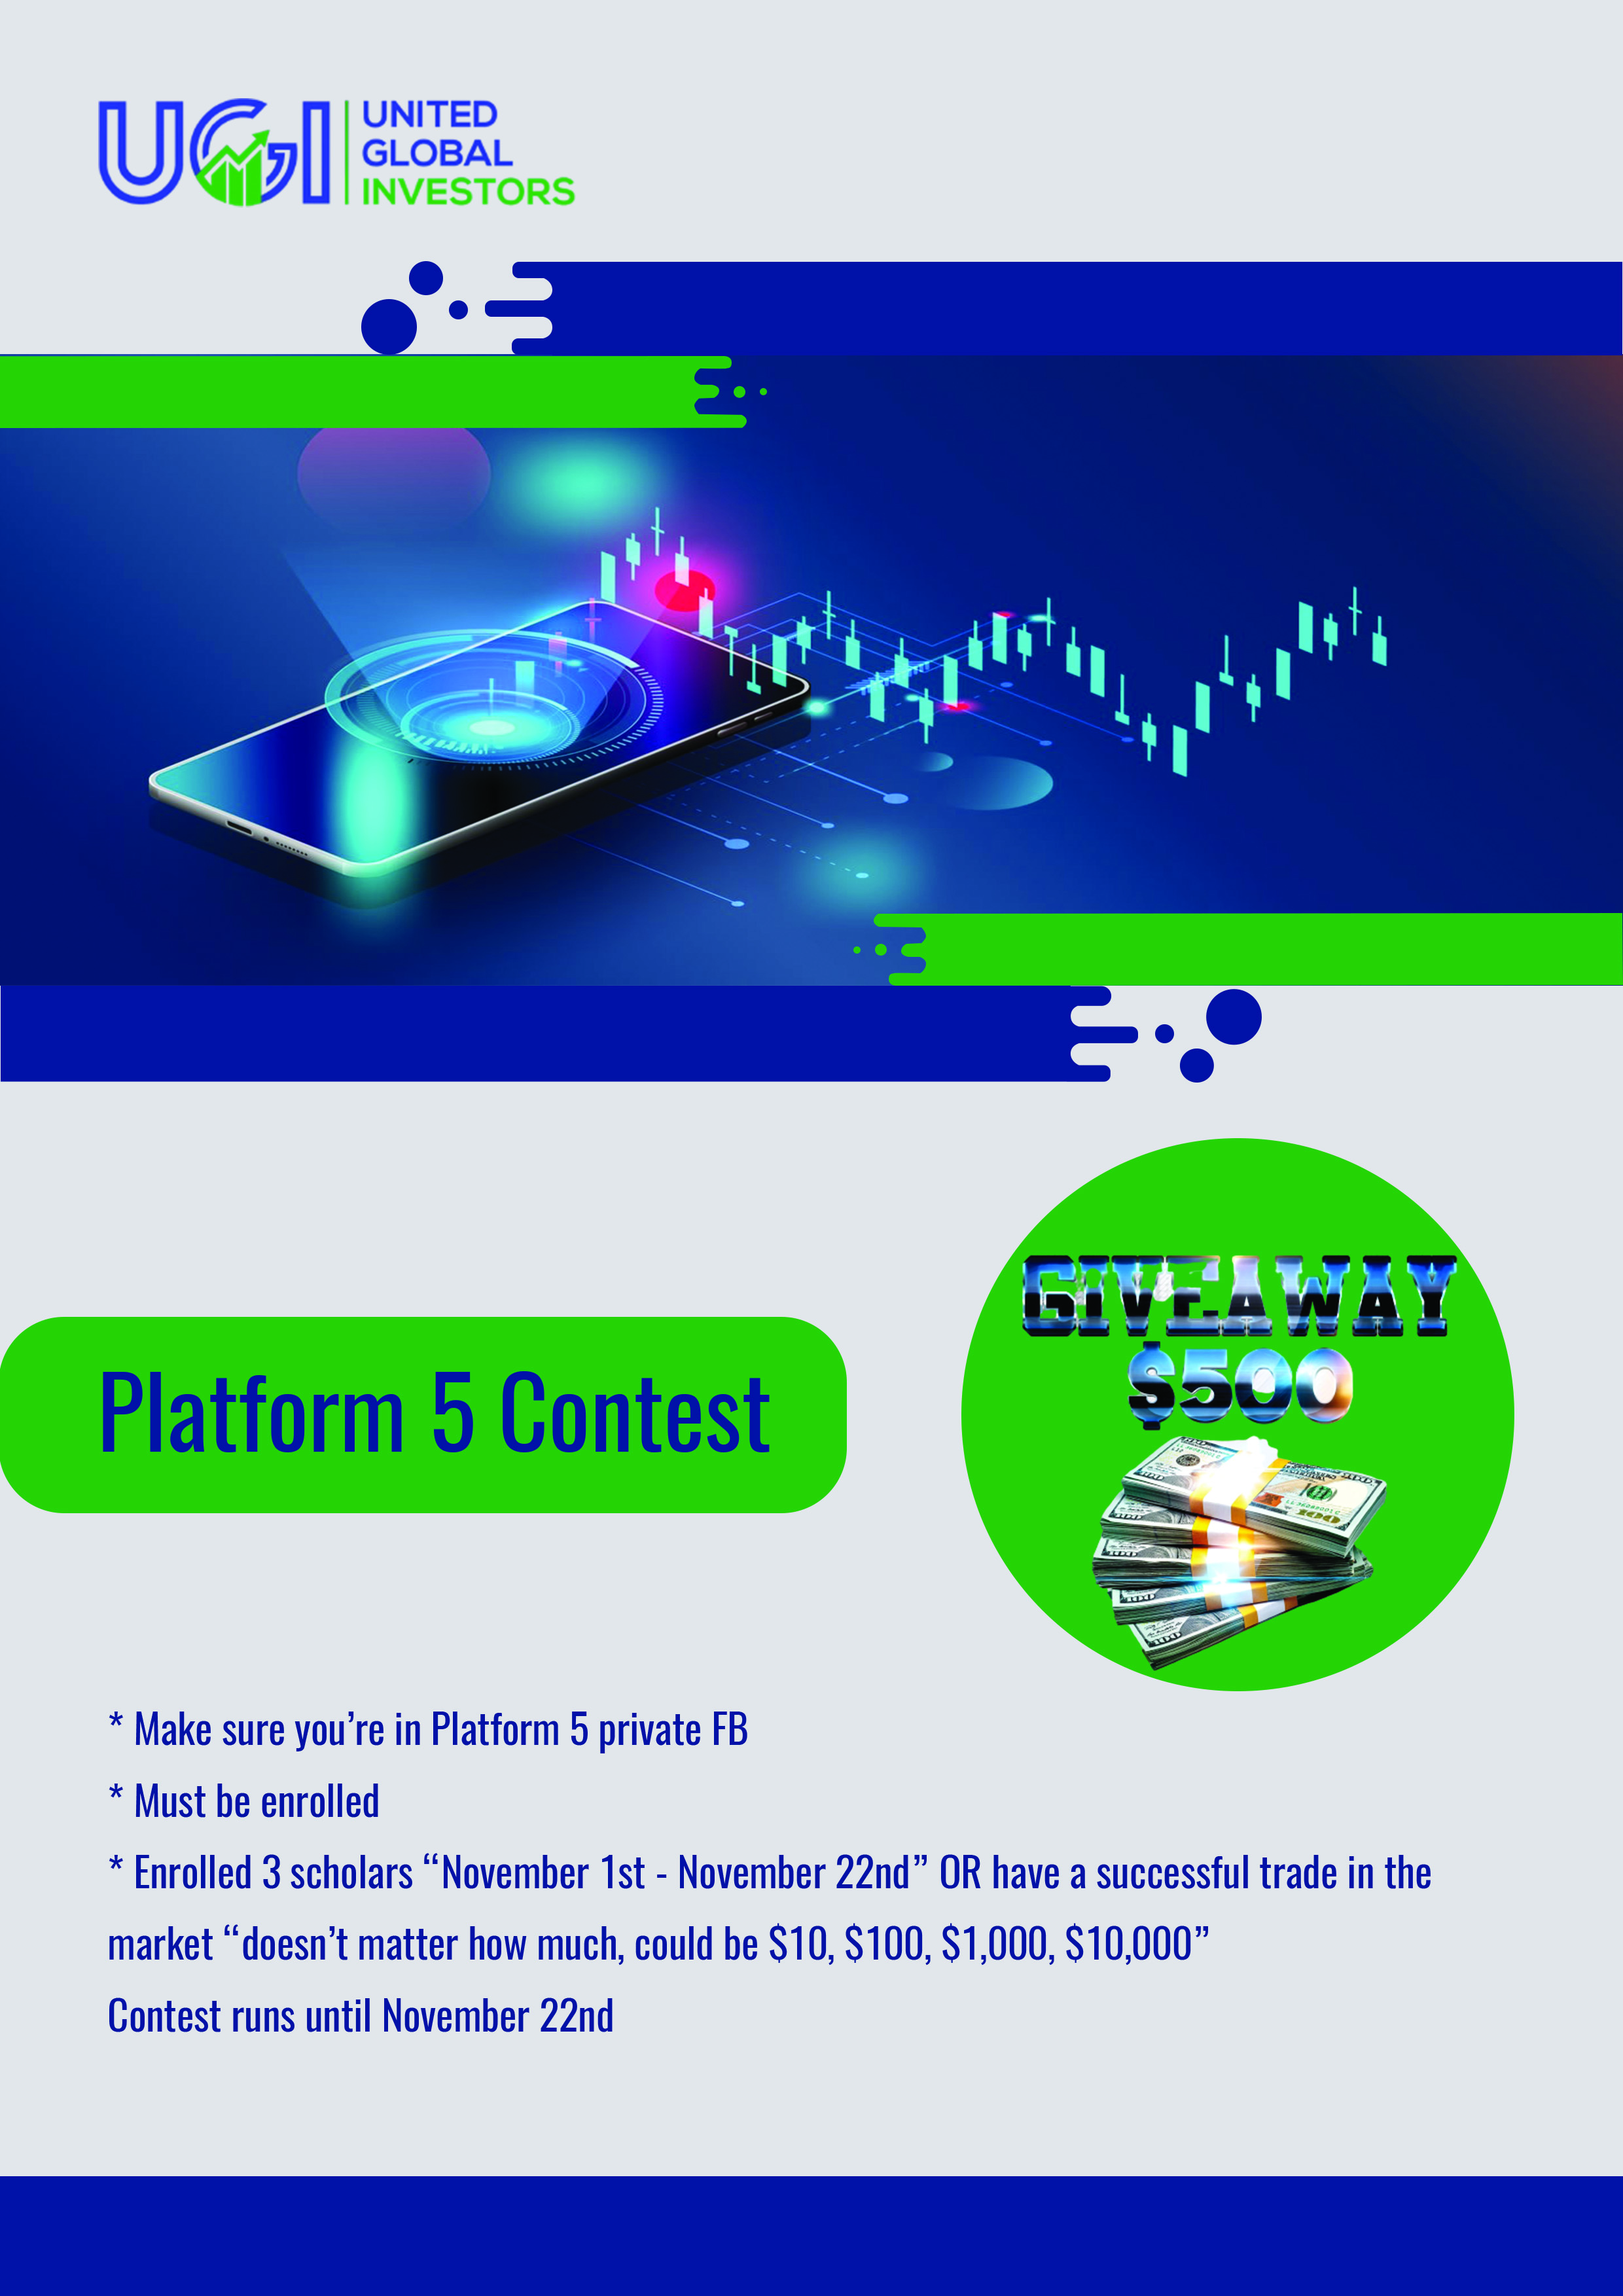 UGI
UNITED
GLOBAL
INVESTORS
GIVEAWAY
$500
Platform 5 Contest
* Make sure you’re in Platform 5 private FB
* Must be enrolled
* Enrolled 3 scholars “November 1st - November 22nd” OR have a successful trade in the
market “doesn’t matter how much, could be $10, $100, $1,000, $10,000”
Contest runs until November 22nd